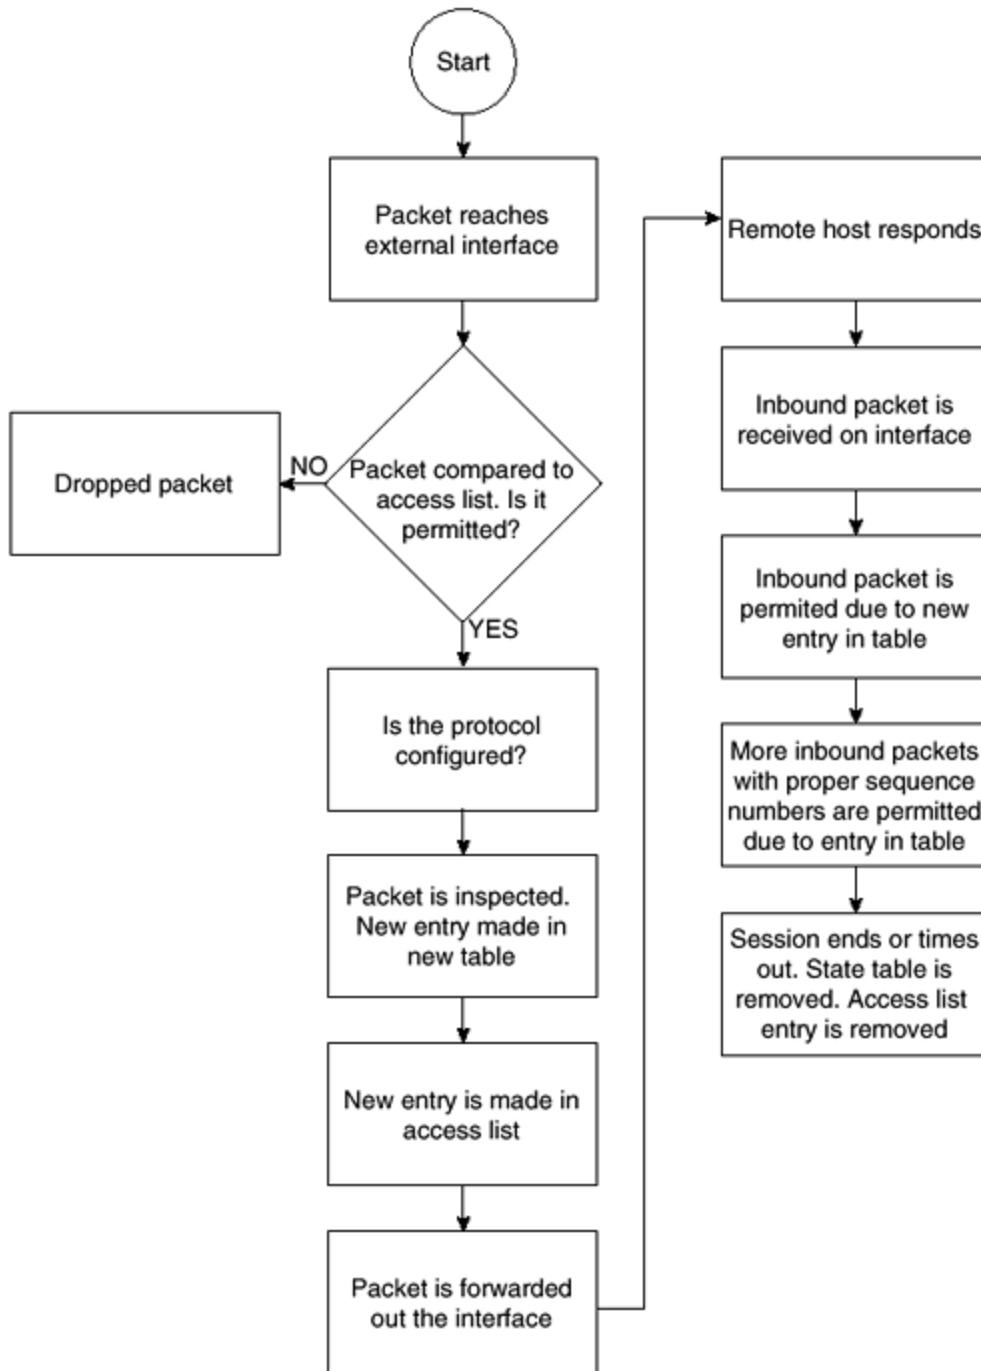 Start
Packet reaches
external interface
Packet compared to
access list. Is it
permitted?
NO
Dropped packet
YES
Is the protocol
configured?
Packet is inspected.
New entry made in
new table
New entry is made in
access list
Packet is forwarded
out the interface
Remote host responds
Inbound packet is
received on interface
Inbound packet is
permited due to new
entry in table
More inbound packets
with proper sequence
numbers are permitted
due to entry in table
Session ends or times
out. State table is
removed. Access list
entry is removed